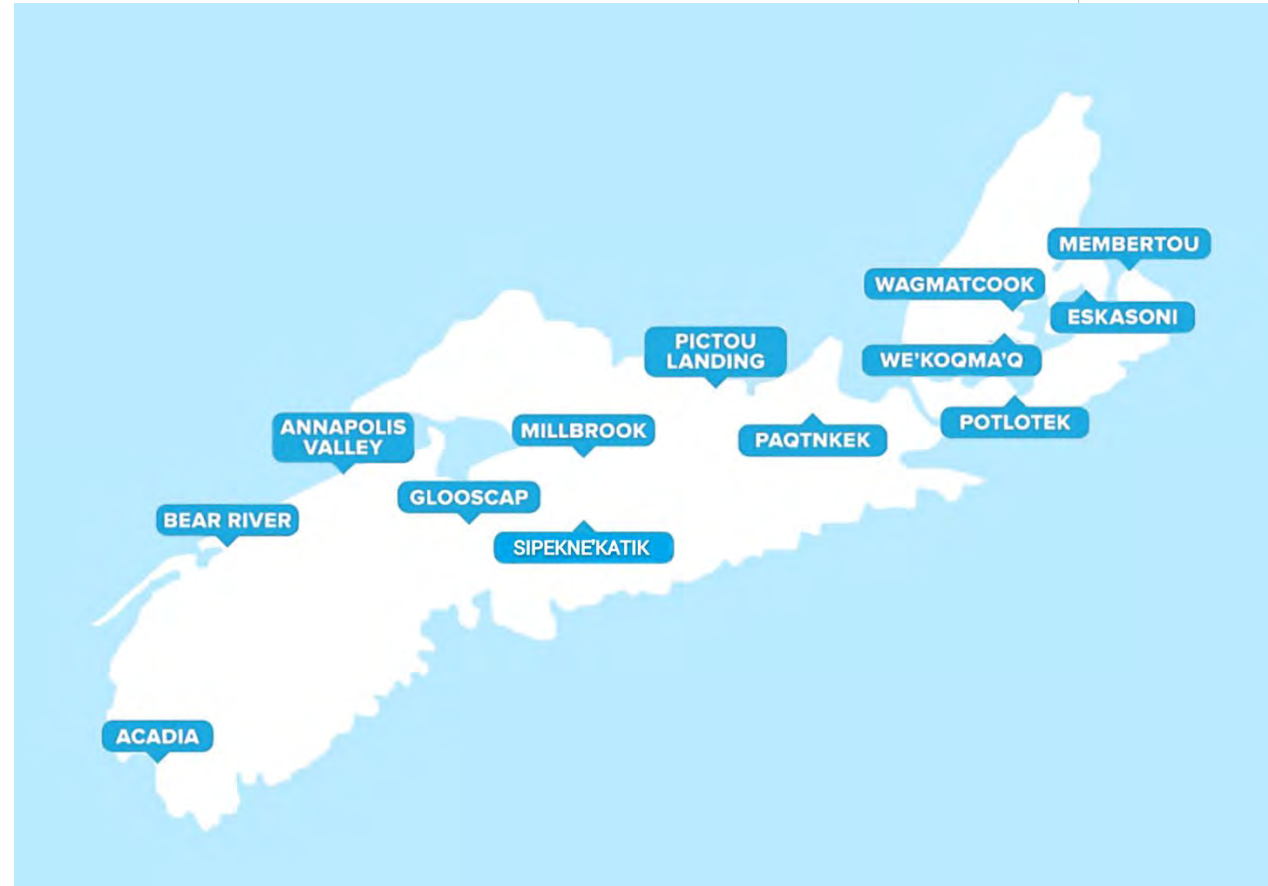 MEMBERTOU
WAGMATCOOK
ESKASONI
PICTOU
LANDING
WE'KOQMA'Q
POTLOTEK
ANNAPOLIS
VALLEY
MILLBROOK
PAQTNKEK
GLOOSCAP
BEAR RIVER
SIPEKNE'KATIK
ACADIA